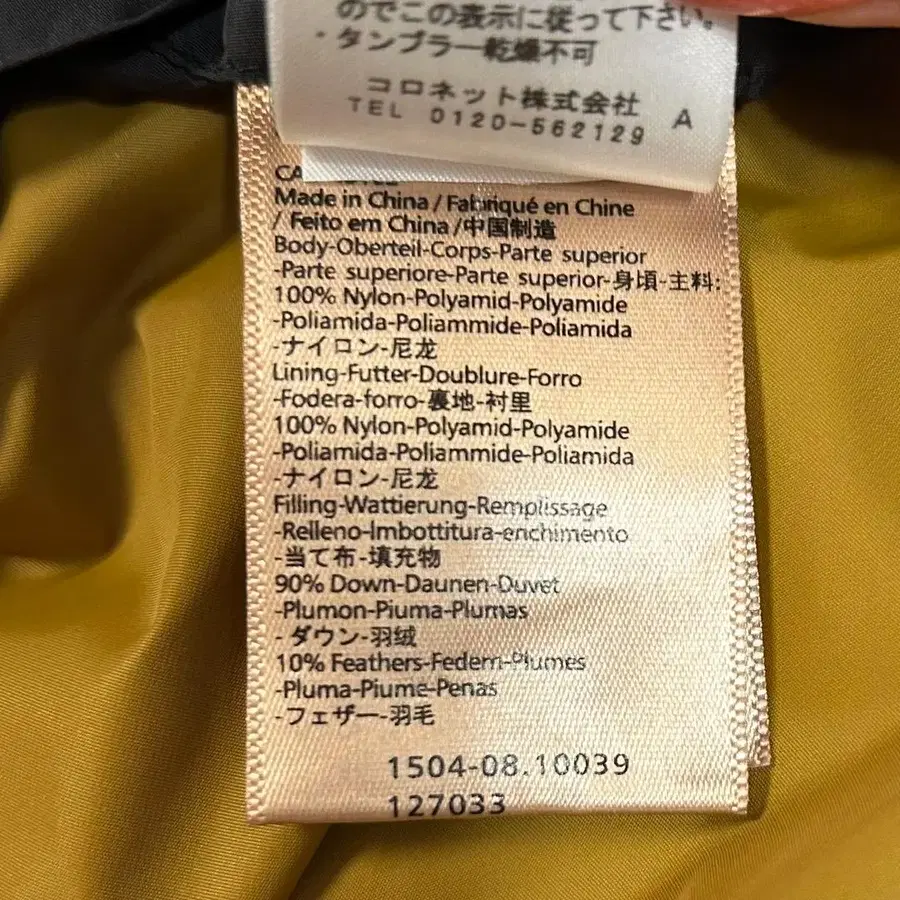 のでこの表示に従って下さい。
・タンブラー乾燥不可
コロネット株式会社
TEL 0120-562129 A
Made in China / Fabriqué en Chine
/ Feito em China /中国制造
Body-Oberteil-Corps-Parte superior
-Parte superiore-Parte superior-身頃-主料:
100% Nylon-Polyamid-Polyamide
-Poliamida-Poliammide-Poliamida
-ナイロン-尼龙
Lining-Futter-Doublure-Forro
-Fodera-forro-裏地-衬里
100% Nylon-Polyamid-Polyamide
-Poliamida-Poliammide-Poliamida
-ナイロン-尼龙
Filling-Wattierung-Remplissage
-Relleno-Imbottitura-enchimento
-当て布-填充物
90% Down-Daunen-Duvet
-Plumon-Piuma-Plumas
-ダウン-羽绒
10% Feathers-Federn-Plumes
-Pluma-Piume-Penas
-フェザー-羽毛
1504-08.10039
127033